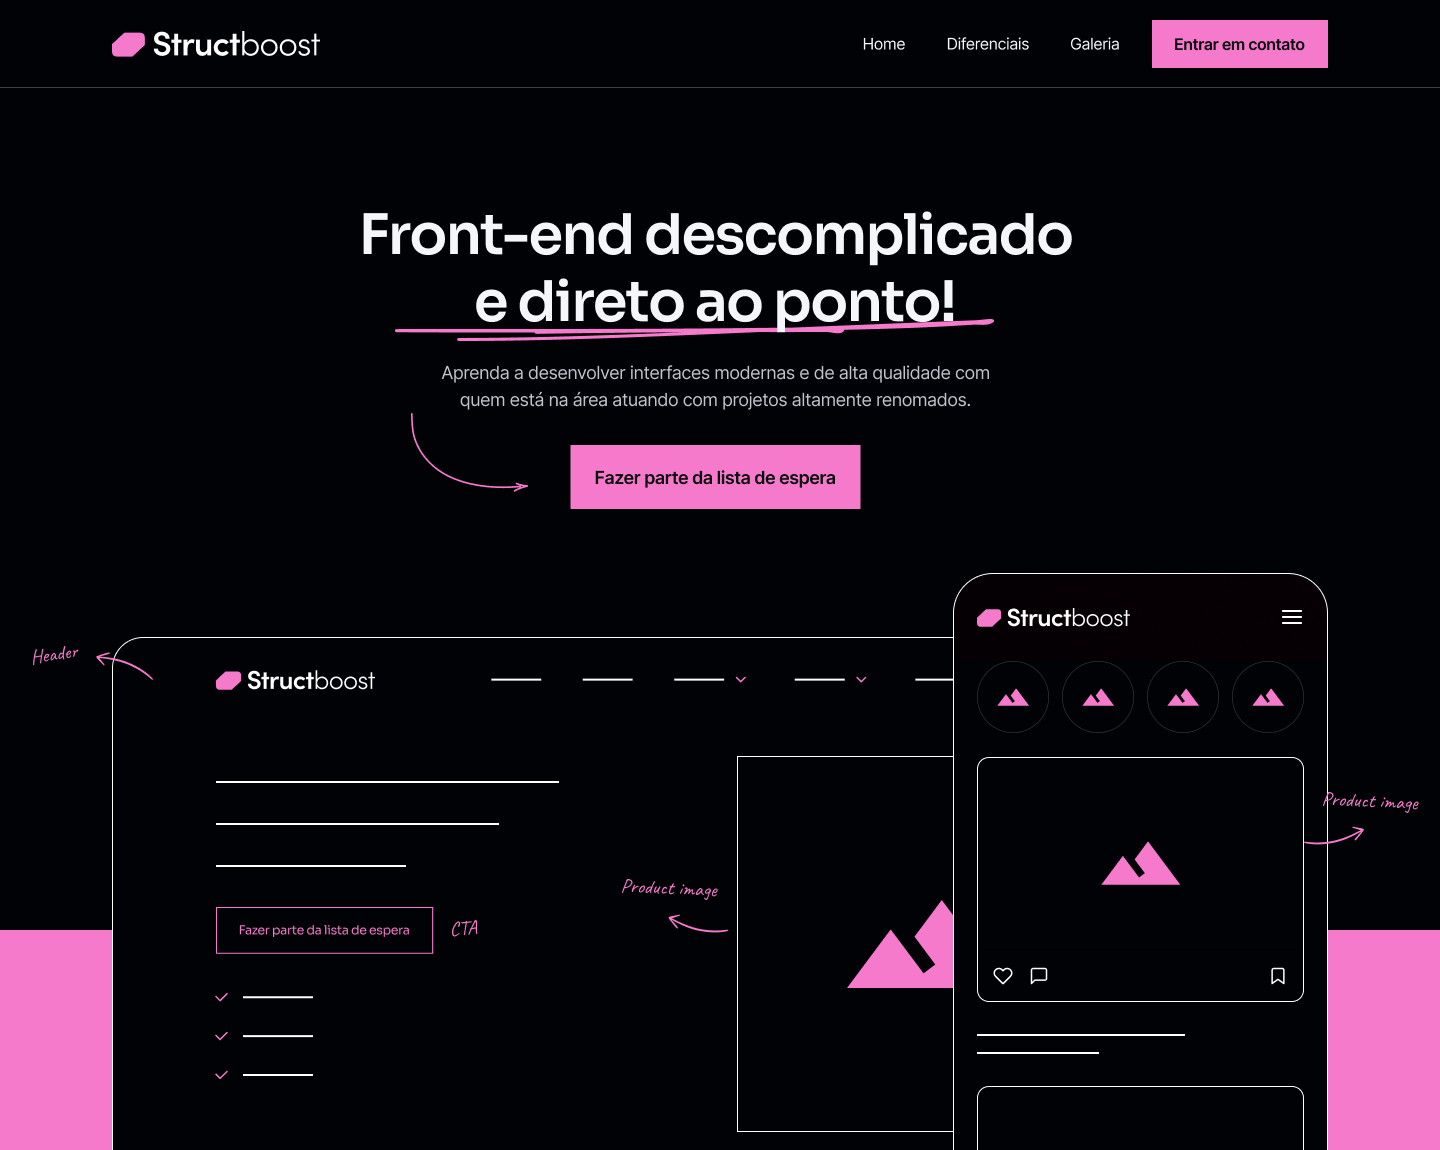 Structboost
Home
Diferenciais
Galeria
Entrar em contato
Front-end descomplicado
e direto ao ponto!
Aprenda a desenvolver interfaces modernas e de alta qualidade com
quem está na área atuando com projetos altamente renomados.
Fazer parte da lista de espera
Header
Structboost
Fazer parte da lista de espera
CTA
Product image
Structboost
Product image